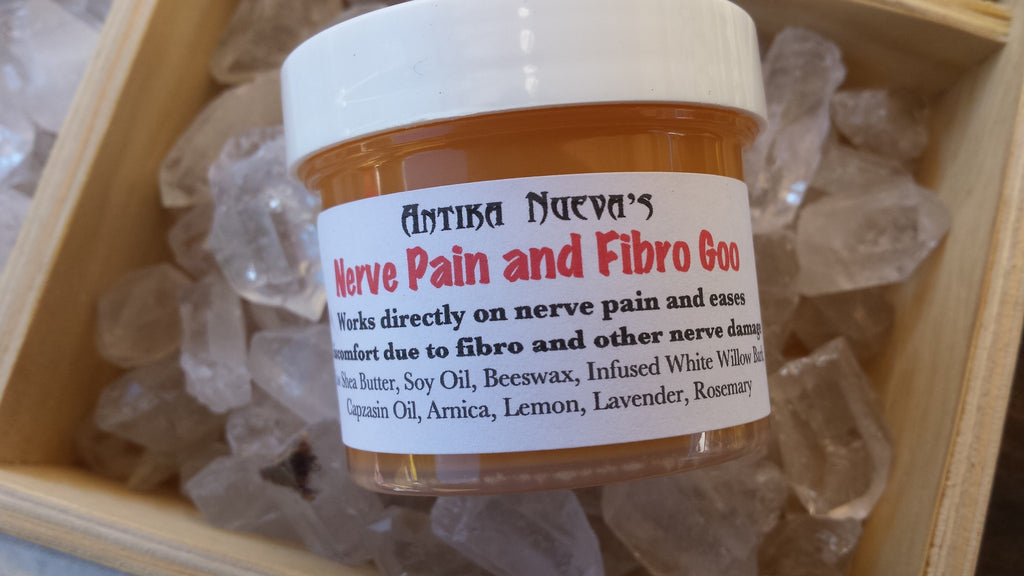 Antika Nueva's
Nerve Pain and Fibro Goo
Works directly on nerve pain and eases
due to fibro and other nerve damage
Shea Butter, Soy Oil, Beeswax, Infused White Willow
Capzasin Oil, Arnica, Lemon, Lavender, Rosemary